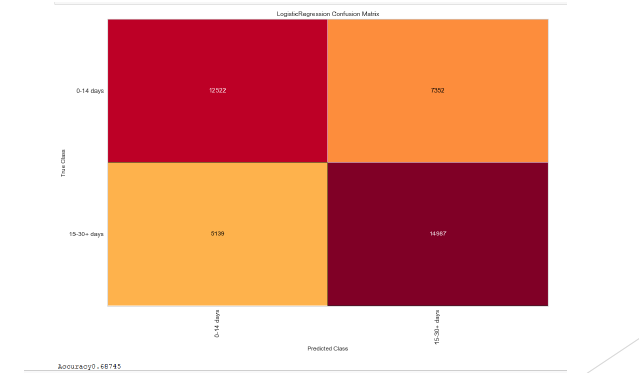 LogisticRegression Confusion Matrix
0-14 days
12522
7352
True Class
15-30+ days
5139
14987
0-14 days
15-30+ days
Predicted Class
Accuracy0.68745